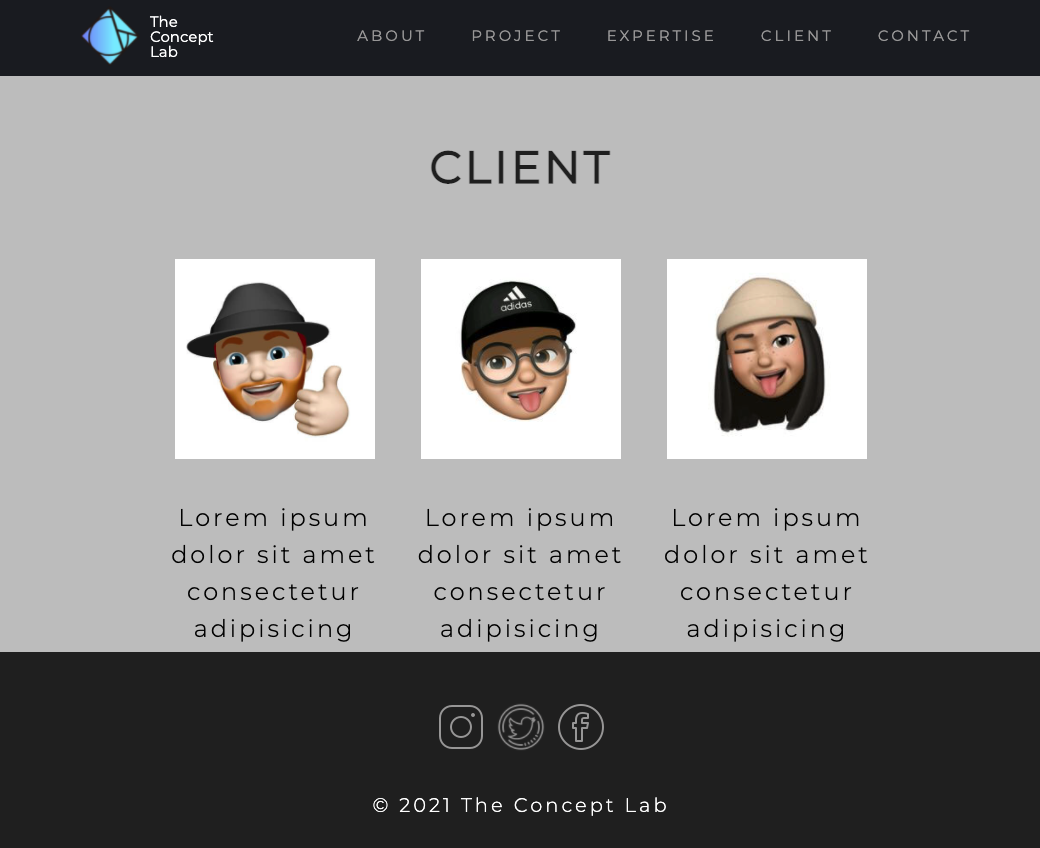 The
Concept
Lab
ABOUT PROJECT EXPERTISE CLIENT CONTACT
CLIENT
adidas
Lorem ipsum
dolor sit amet
consectetur
adipisicing
Lorem ipsum
dolor sit amet
consectetur
adipisicing
Lorem ipsum
dolor sit amet
consectetur
adipisicing
© 2021 The Concept Lab